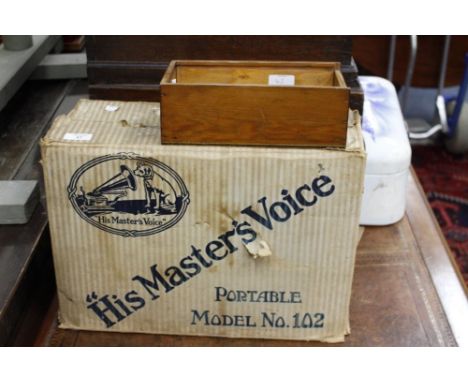 "His Master's Voice"
"His Master's Voice"
PORTABLE
MODEL NO. 102